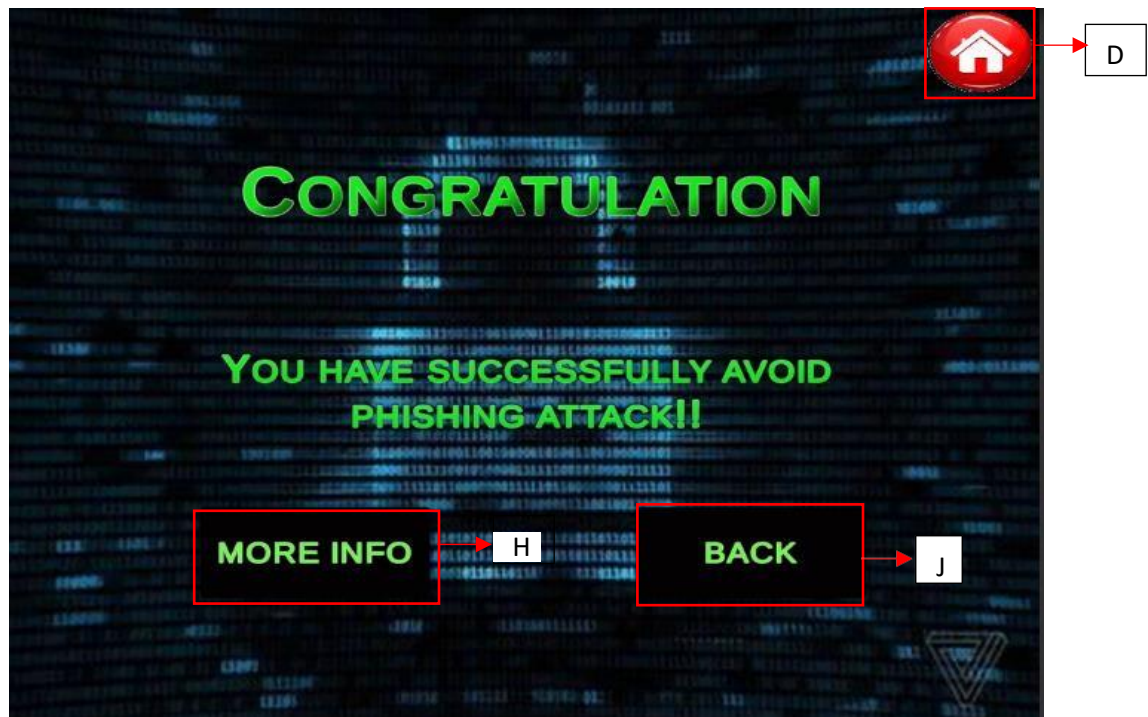 D
CONGRATULATION
YOU HAVE SUCCESSFULLY AVOID
PHISHING ATTACK!!
MORE INFO
H
BACK
J